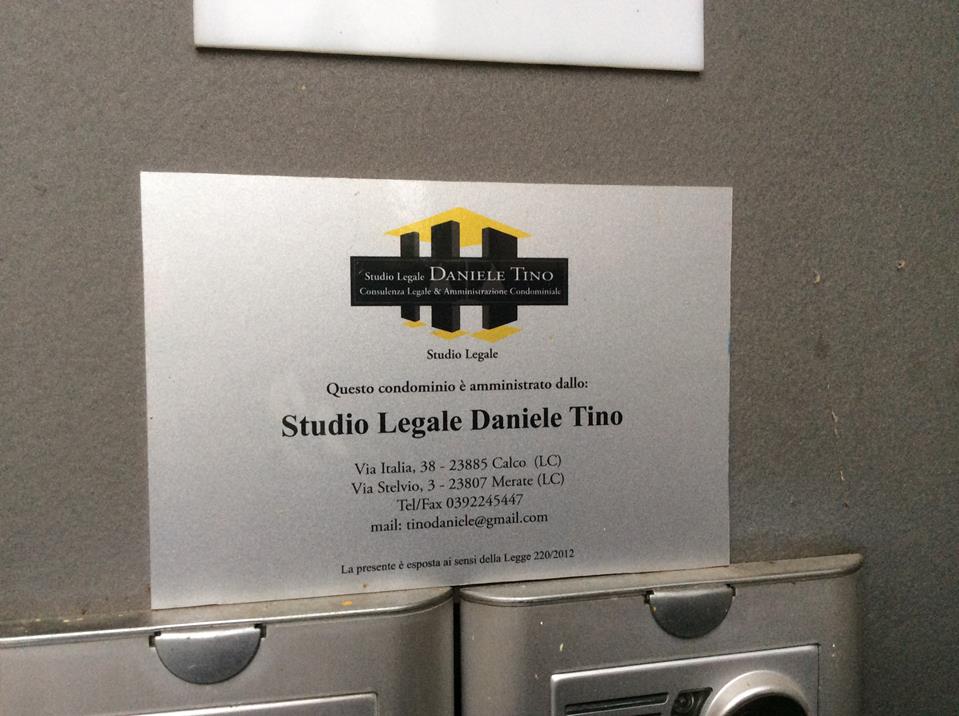 Studio Legale DANIELE TINO
Consulenza Legale & Amministrazione Condominiale
Studio Legale
Questo condominio è amministrato dallo:
Studio Legale Daniele Tino
Via Italia, 38 - 23885 Calco (LC)
Via Stelvio, 3 - 23807 Merate (LC)
Tel/Fax 0392245447
mail: tinodaniele@gmail.com
La presente è esposta ai sensi della Legge 220/2012